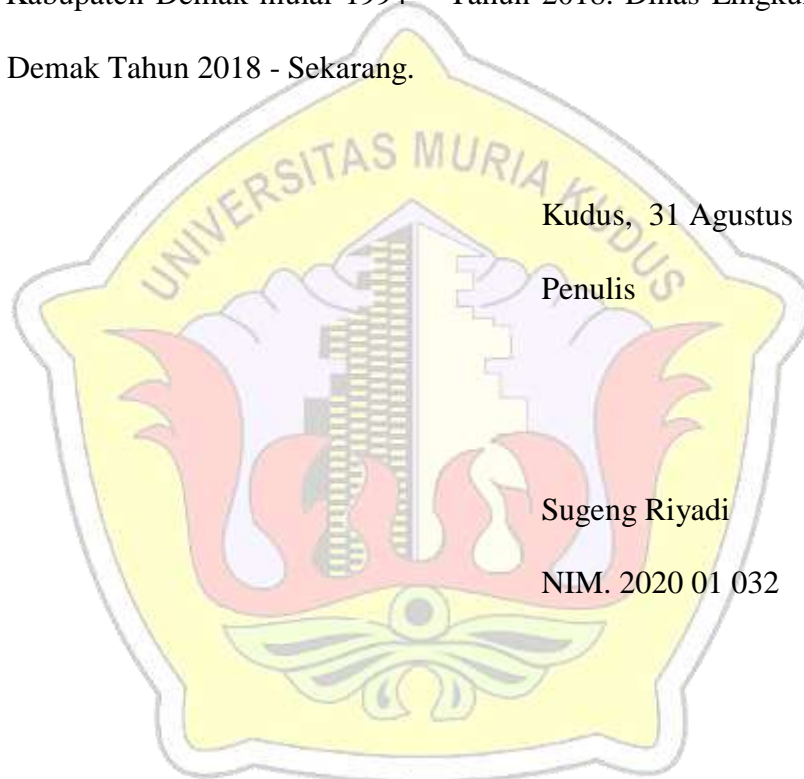 Kabupaten Demak mulai 1994 – Tahun 2018. Dinas Lingku
Demak Tahun 2018 - Sekarang.
UNIVERSITAS MURIA KUDUS
Kudus, 31 Agustus
Penulis
Sugeng Riyadi
NIM. 2020 01 032